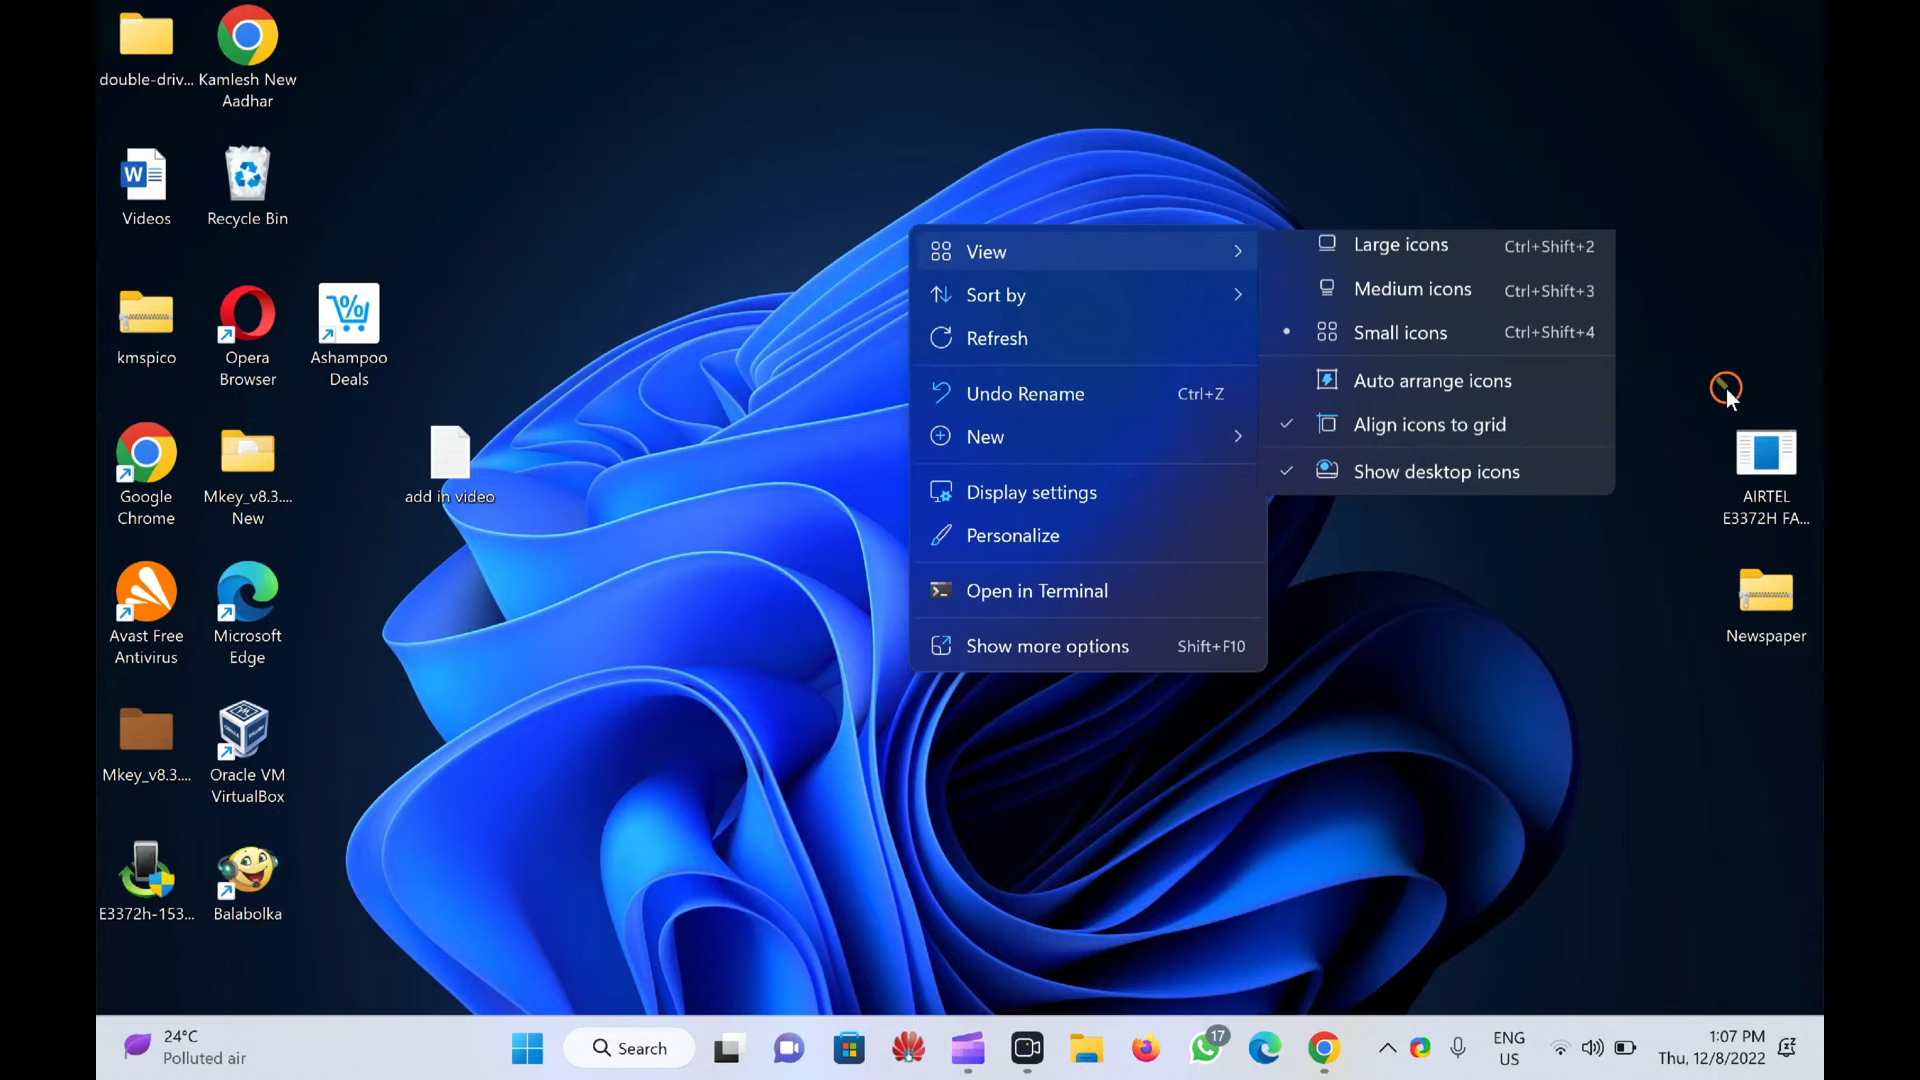 double-driv...
Kamlesh New
Aadhar
Videos
Recycle Bin
kmspico
Opera
Browser
Ashampoo
Deals
Google
Chrome
Mkey_v8.3....
New
add in video
Avast Free
Antivirus
Microsoft
Edge
Mkey_v8.3....
Oracle VM
VirtualBox
E3372h-153...
Balabolka
View
Sort by
Refresh
Undo Rename Ctrl+Z
New
Display settings
Personalize
Open in Terminal
Show more options Shift+F10
Large icons Ctrl+Shift+2
Medium icons Ctrl+Shift+3
Small icons Ctrl+Shift+4
Auto arrange icons
Align icons to grid
Show desktop icons
AIRTEL
E3372H FA...
Newspaper
24°C
Polluted air
Search
17
ENG
US
1:07 PM
Thu, 12/8/2022